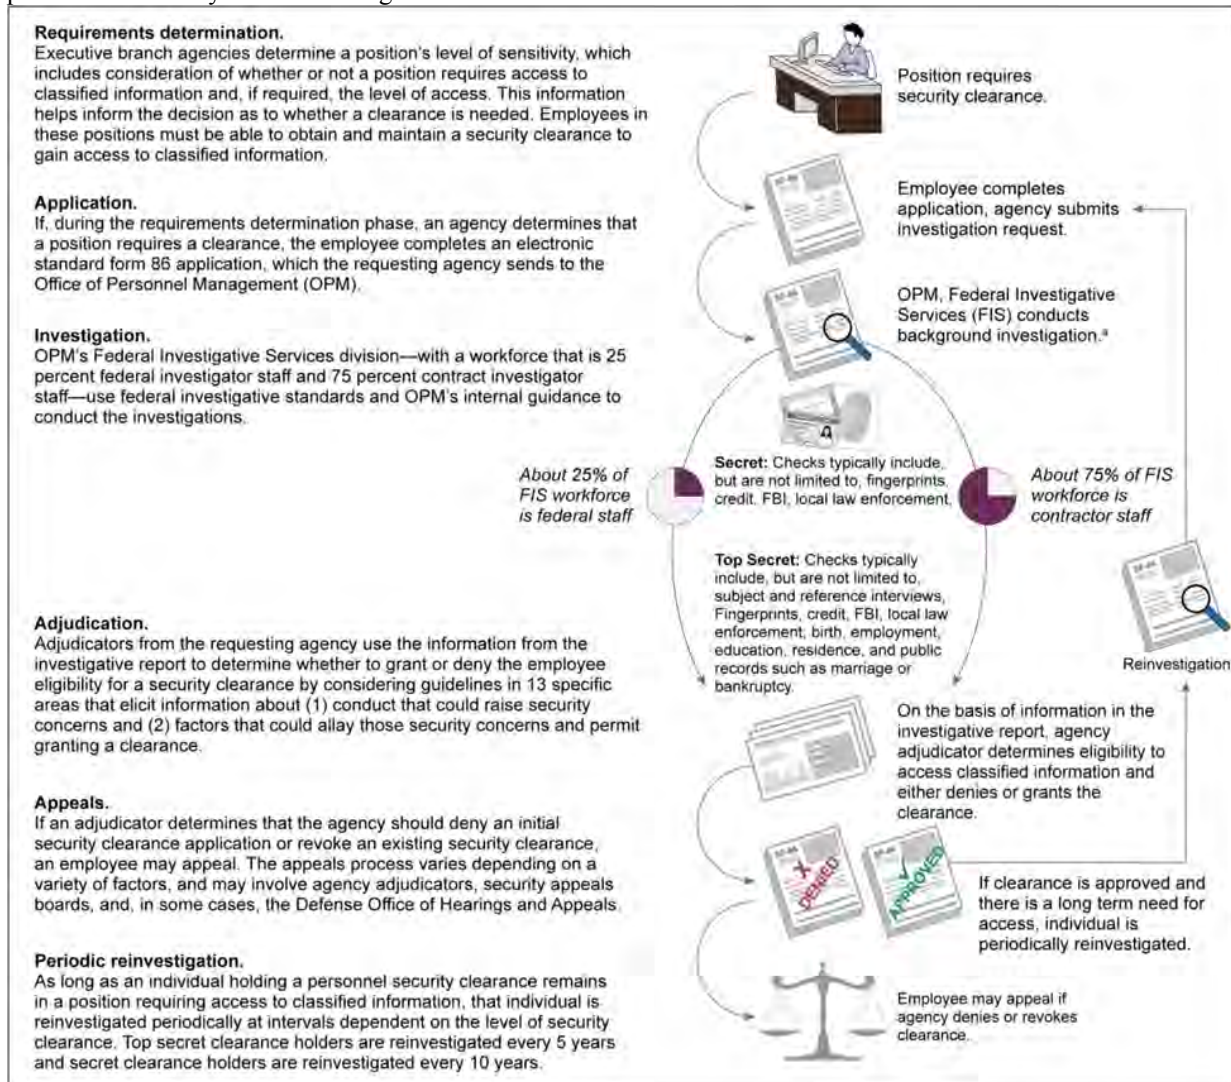 Requirements determination.
Executive branch agencies determine a position's level of sensitivity, which
includes consideration of whether or not a position requires access to
classified information and, if required, the level of access. This information
helps inform the decision as to whether a clearance is needed. Employees in
these positions must be able to obtain and maintain a security clearance to
gain access to classified information.
Application.
If, during the requirements determination phase, an agency determines that
a position requires a clearance, the employee completes an electronic
standard form 86 application, which the requesting agency sends to the
Office of Personnel Management (OPM).
Investigation.
OPM's Federal Investigative Services division—with a workforce that is 25
percent federal investigator staff and 75 percent contract investigator
staff—use federal investigative standards and OPM's internal guidance to
conduct the investigations.
Adjudication.
Adjudicators from the requesting agency use the information from the
investigative report to determine whether to grant or deny the employee
eligibility for a security clearance by considering guidelines in 13 specific
areas that elicit information about (1) conduct that could raise security
concerns and (2) factors that could allay those security concerns and permit
granting a clearance.
Appeals.
If an adjudicator determines that the agency should deny an initial
security clearance application or revoke an existing security clearance,
an employee may appeal. The appeals process varies depending on a
variety of factors, and may involve agency adjudicators, security appeals
boards, and, in some cases, the Defense Office of Hearings and Appeals.
Periodic reinvestigation.
As long as an individual holding a personnel security clearance remains
in a position requiring access to classified information, that individual is
reinvestigated periodically at intervals dependent on the level of security
clearance. Top secret clearance holders are reinvestigated every 5 years
and secret clearance holders are reinvestigated every 10 years.
Position requires
security clearance.
Employee completes
application, agency submits
investigation request.
OPM, Federal Investigative
Services (FIS) conducts
background investigation.ª
About 25% of
FIS workforce
is federal staff
Secret: Checks typically include,
but are not limited to, fingerprints,
credit, FBI, local law enforcement,
About 75% of FIS
workforce is
contractor staff
Top Secret: Checks typically
include, but are not limited to,
subject and reference interviews,
Fingerprints, credit, FBI, local law
enforcement, birth, employment,
education, residence, and public
records such as marriage or
bankruptcy.
Reinvestigation
On the basis of information in the
investigative report, agency
adjudicator determines eligibility to
access classified information and
either denies or grants the
clearance.
DENIED
APPROVED
If clearance is approved and
there is a long term need for
access, individual is
periodically reinvestigated.
Employee may appeal if
agency denies or revokes
clearance.